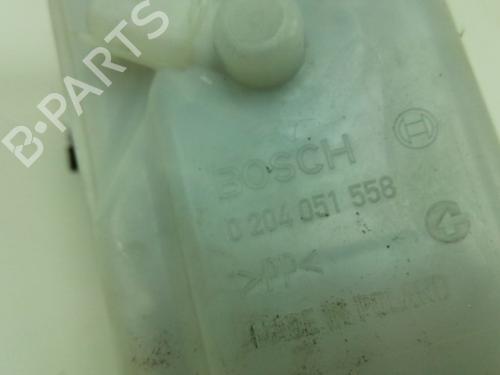 B-PARTS
BOSCH
0 204 051 558
>PP<
MADE IN POLAND